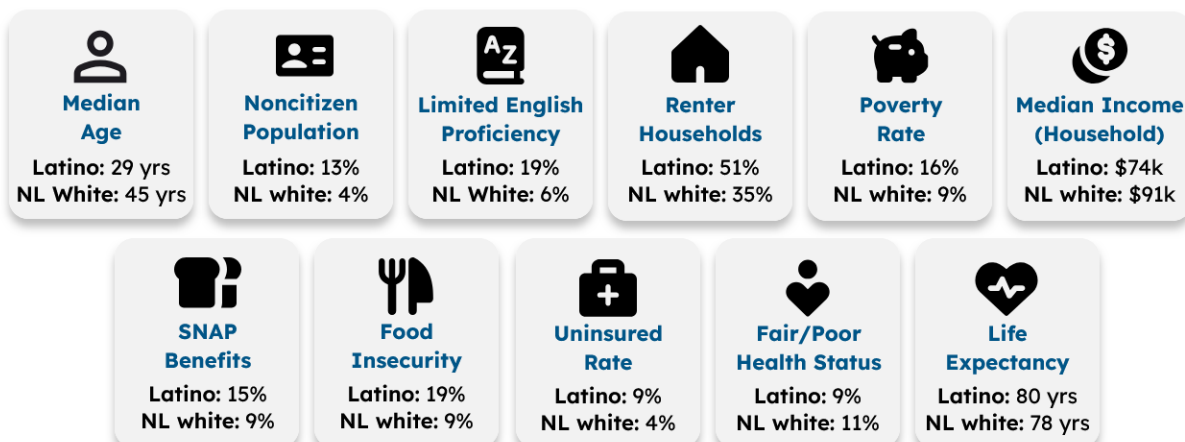 AZ
Median
Age
Latino: 29 yrs
NL White: 45 yrs
Noncitizen
Population
Latino: 13%
NL white: 4%
Limited English
Proficiency
Latino: 19%
NL White: 6%
Renter
Households
Latino: 51%
NL white: 35%
Poverty
Rate
Latino: 16%
NL white: 9%
$
Median Income
(Household)
Latino: $74k
NL white: $91k
SNAP
Benefits
Latino: 15%
NL white: 9%
Food
Insecurity
Latino: 19%
NL white: 9%
Uninsured
Rate
Latino: 9%
NL white: 4%
Fair/Poor
Health Status
Latino: 9%
NL white: 11%
Life
Expectancy
Latino: 80 yrs
NL white: 78 yrs